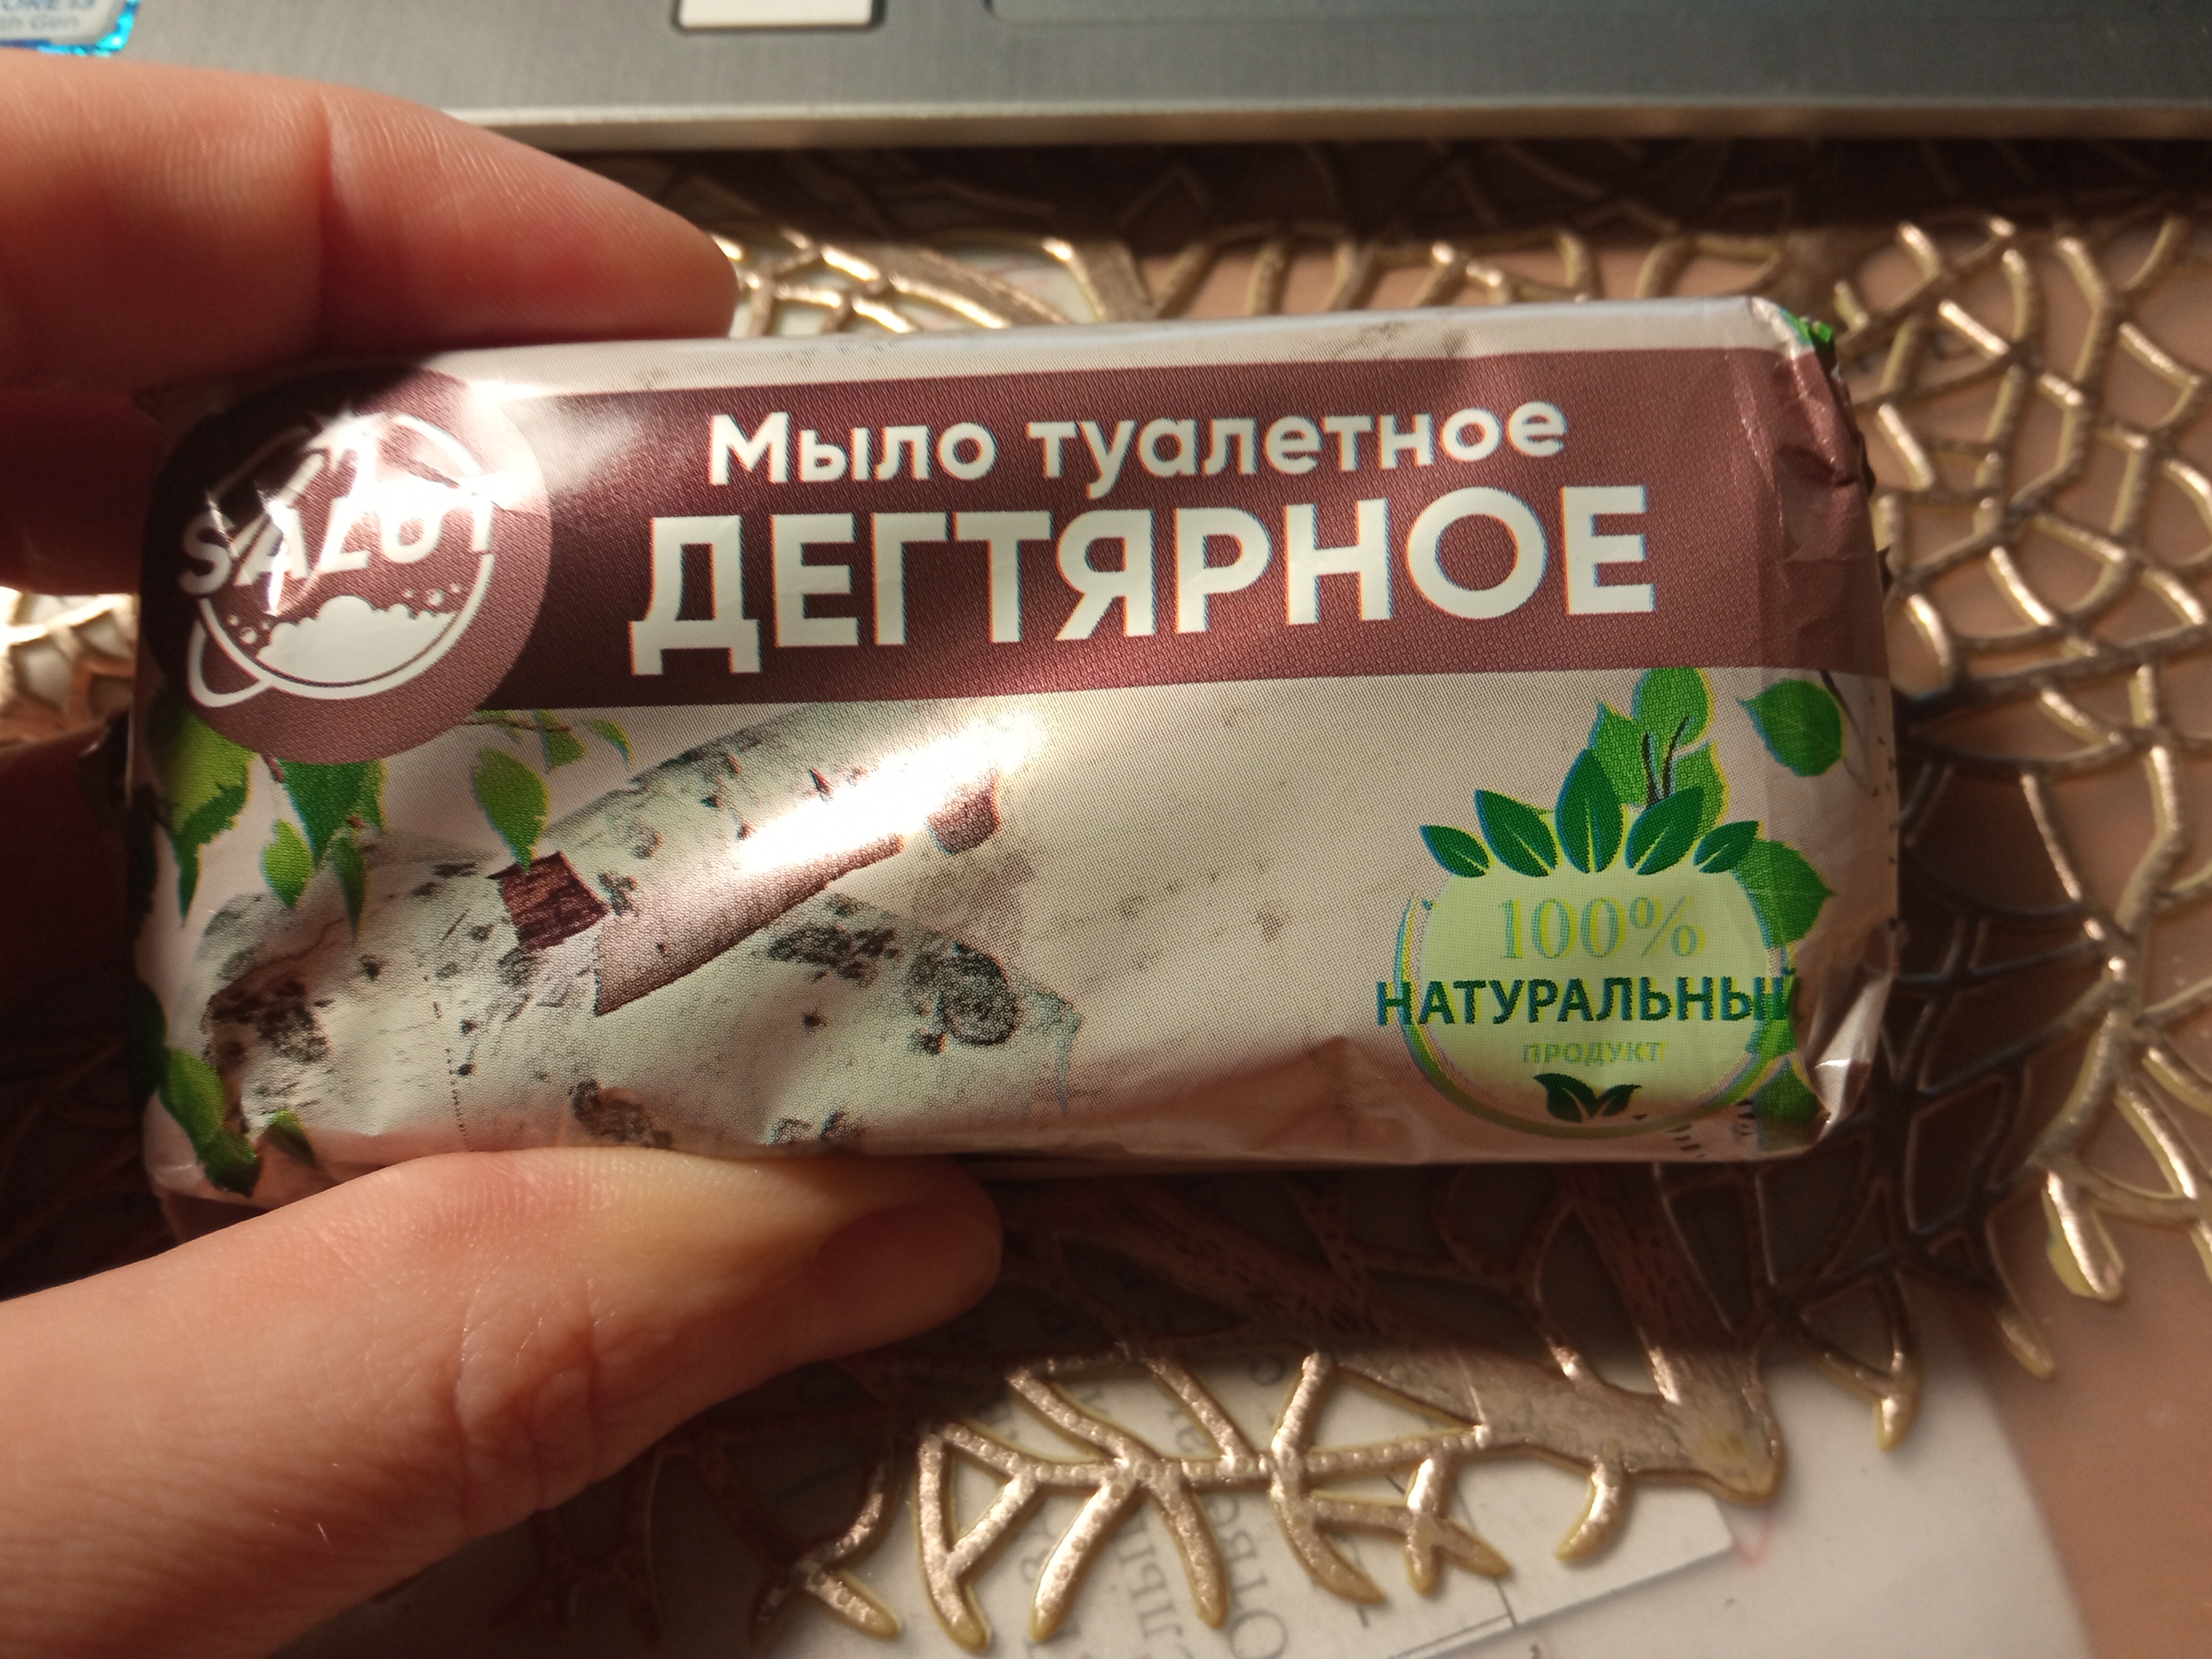 SALUT
Мыло туалетное
ДЕГТЯРНОЕ
100%
НАТУРАЛЬНЫЙ
ПРОДУКТ